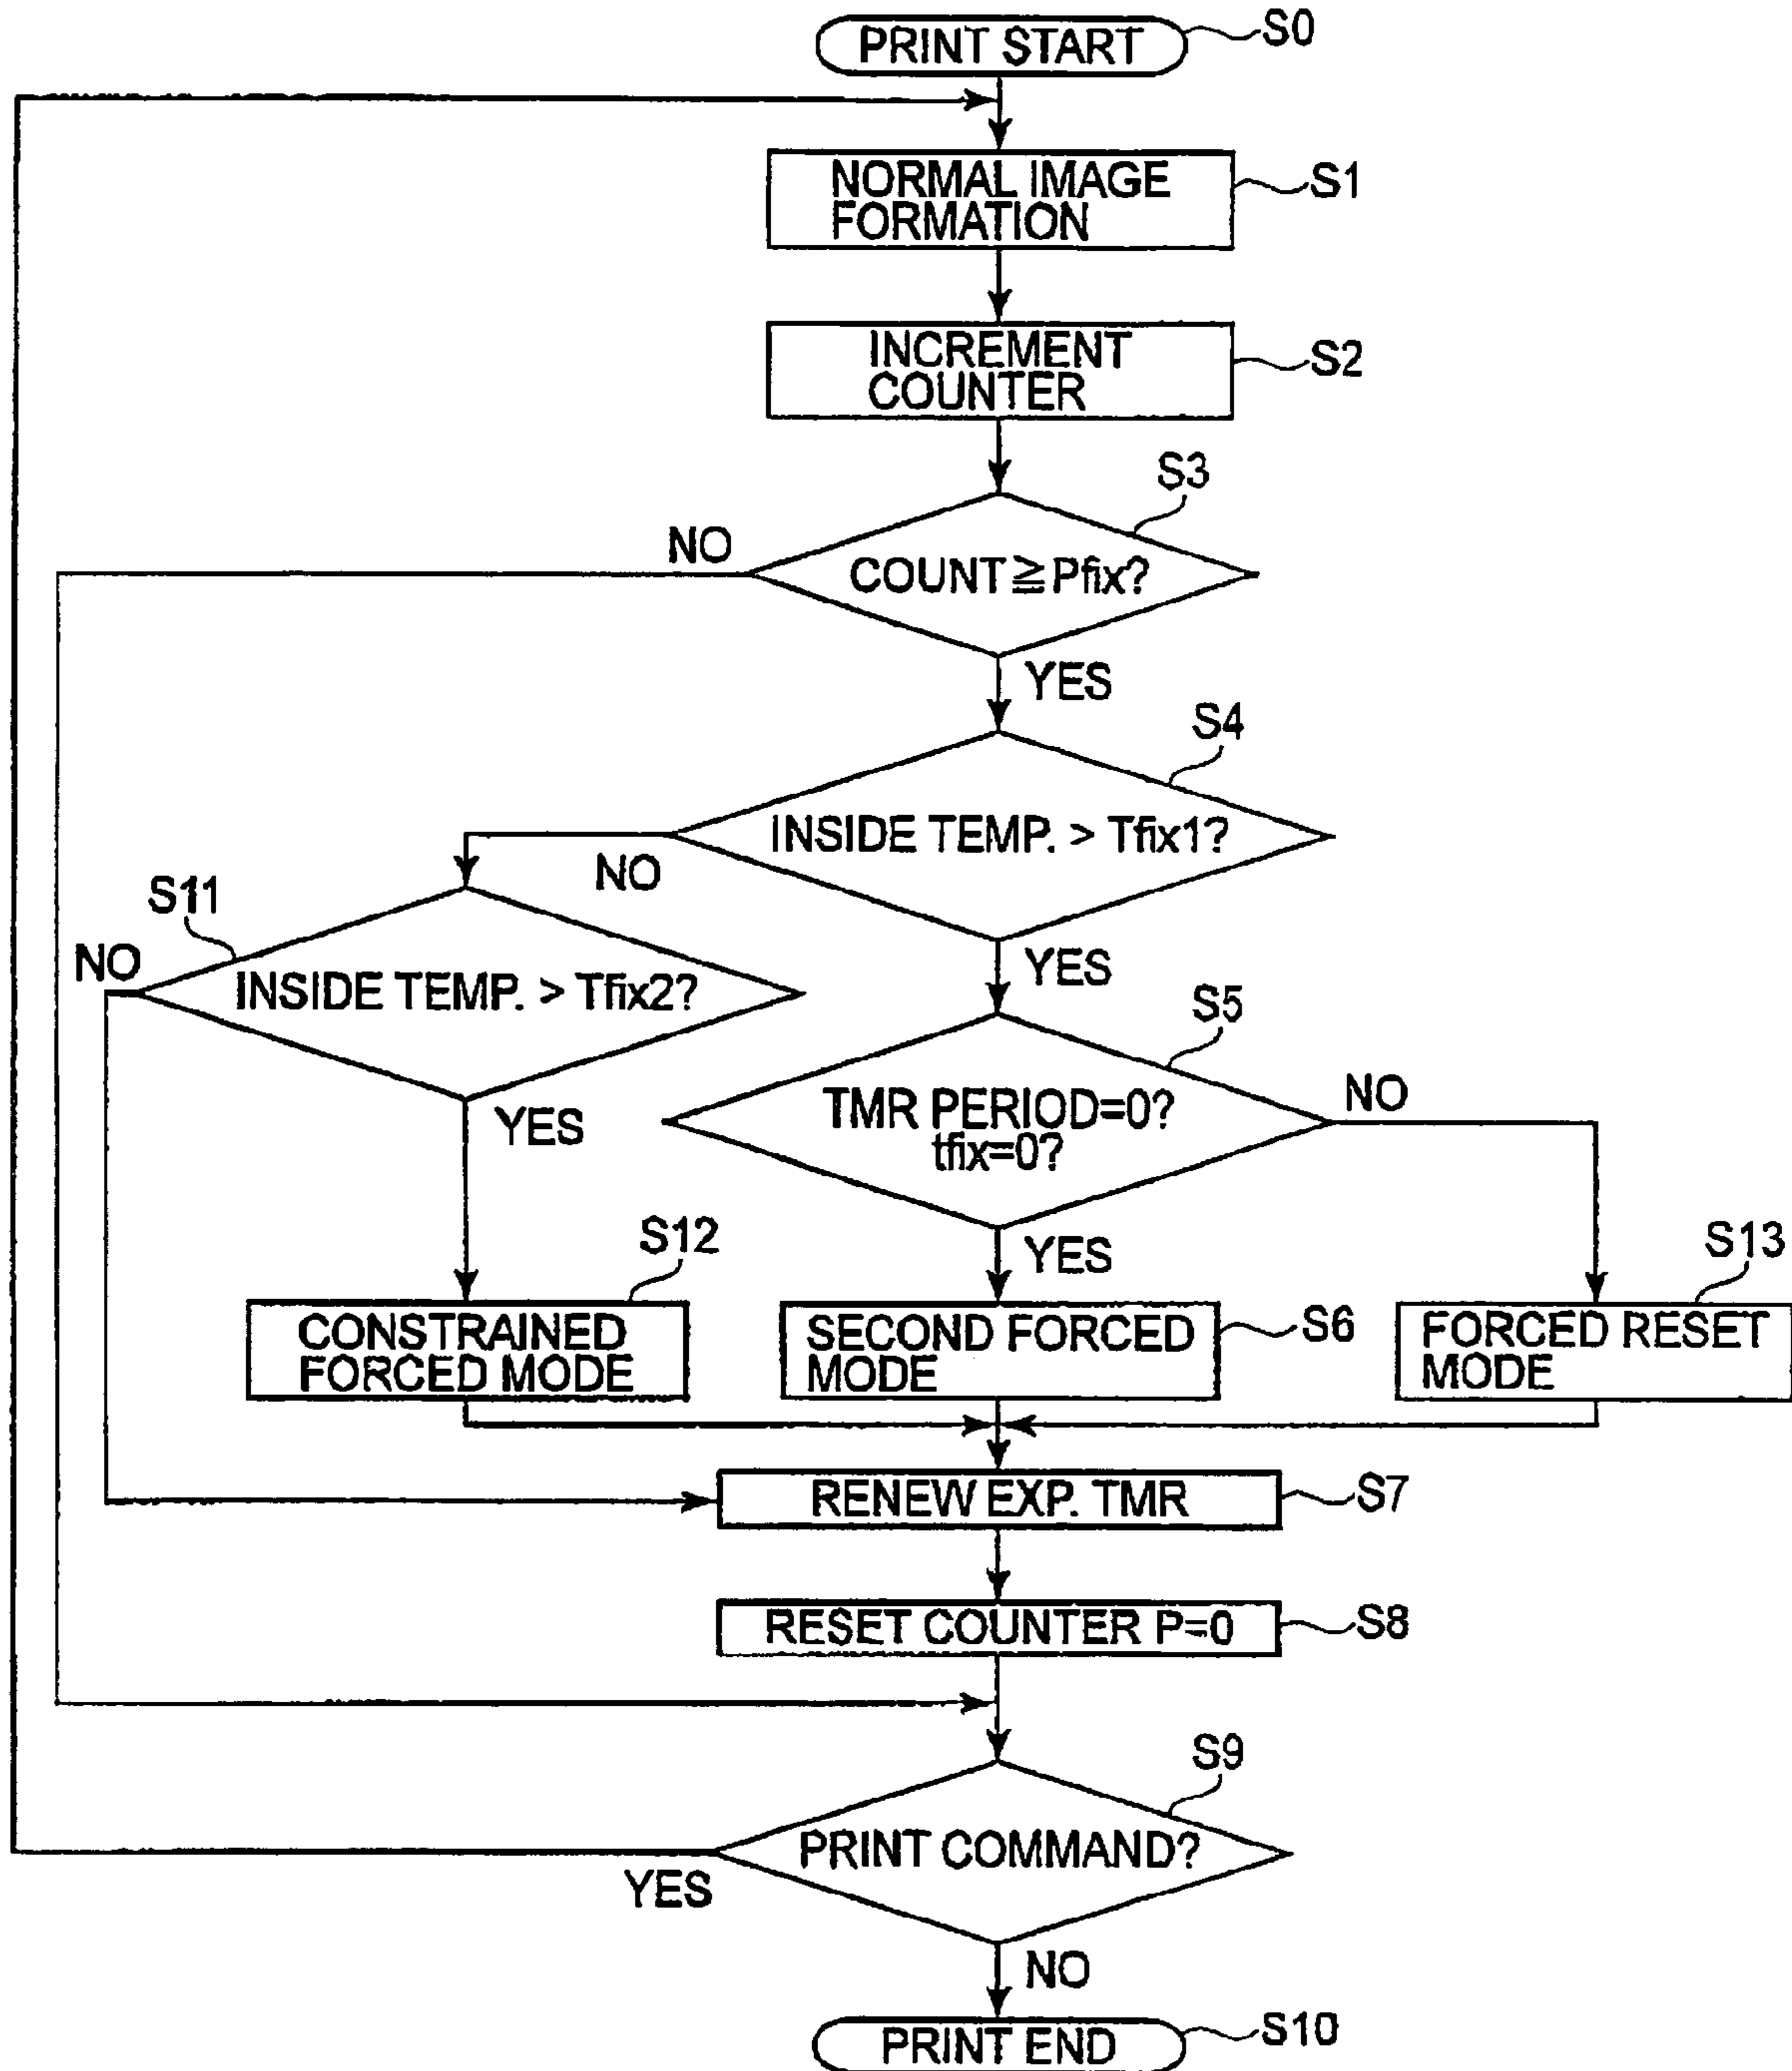 PRINT START
S0
NORMAL IMAGE
FORMATION
S1
INCREMENT
COUNTER
S2
S3
NO
COUNT≧Pfix?
YES
S4
INSIDE TEMP. > Tfix1?
NO
S11
NO
INSIDE TEMP. > Tfix2?
YES
S5
TMR PERIOD=0?
tfix=0?
NO
YES
S12
YES
S13
CONSTRAINED
FORCED MODE
SECOND FORCED
MODE
S6
FORCED RESET
MODE
RENEW EXP. TMR
S7
RESET COUNTER P=0
S8
S9
PRINT COMMAND?
YES
NO
PRINT END
S10